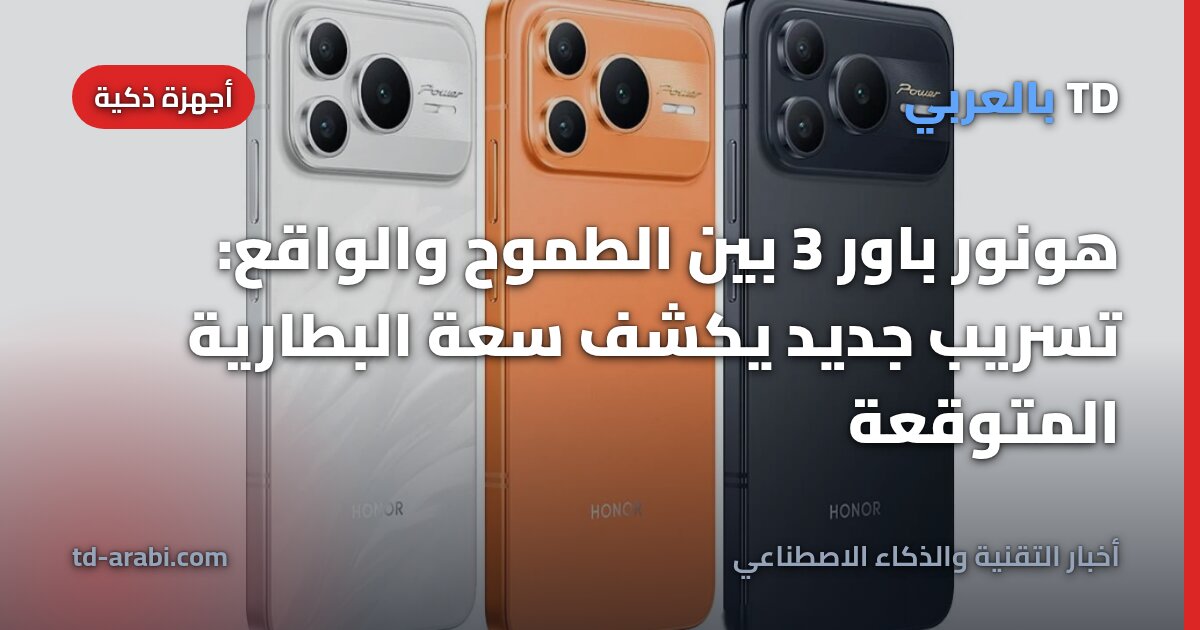 TD بالعربي
أجهزة ذكية
Power
Power
Power
هونور باور 3 بين الطموح والواقع:
تسريب جديد يكشف سعة البطارية
المتوقعة
HONOR
HONOR
HONOR
أخبار التقنية والذكاء الاصطناعي
td-arabi.com